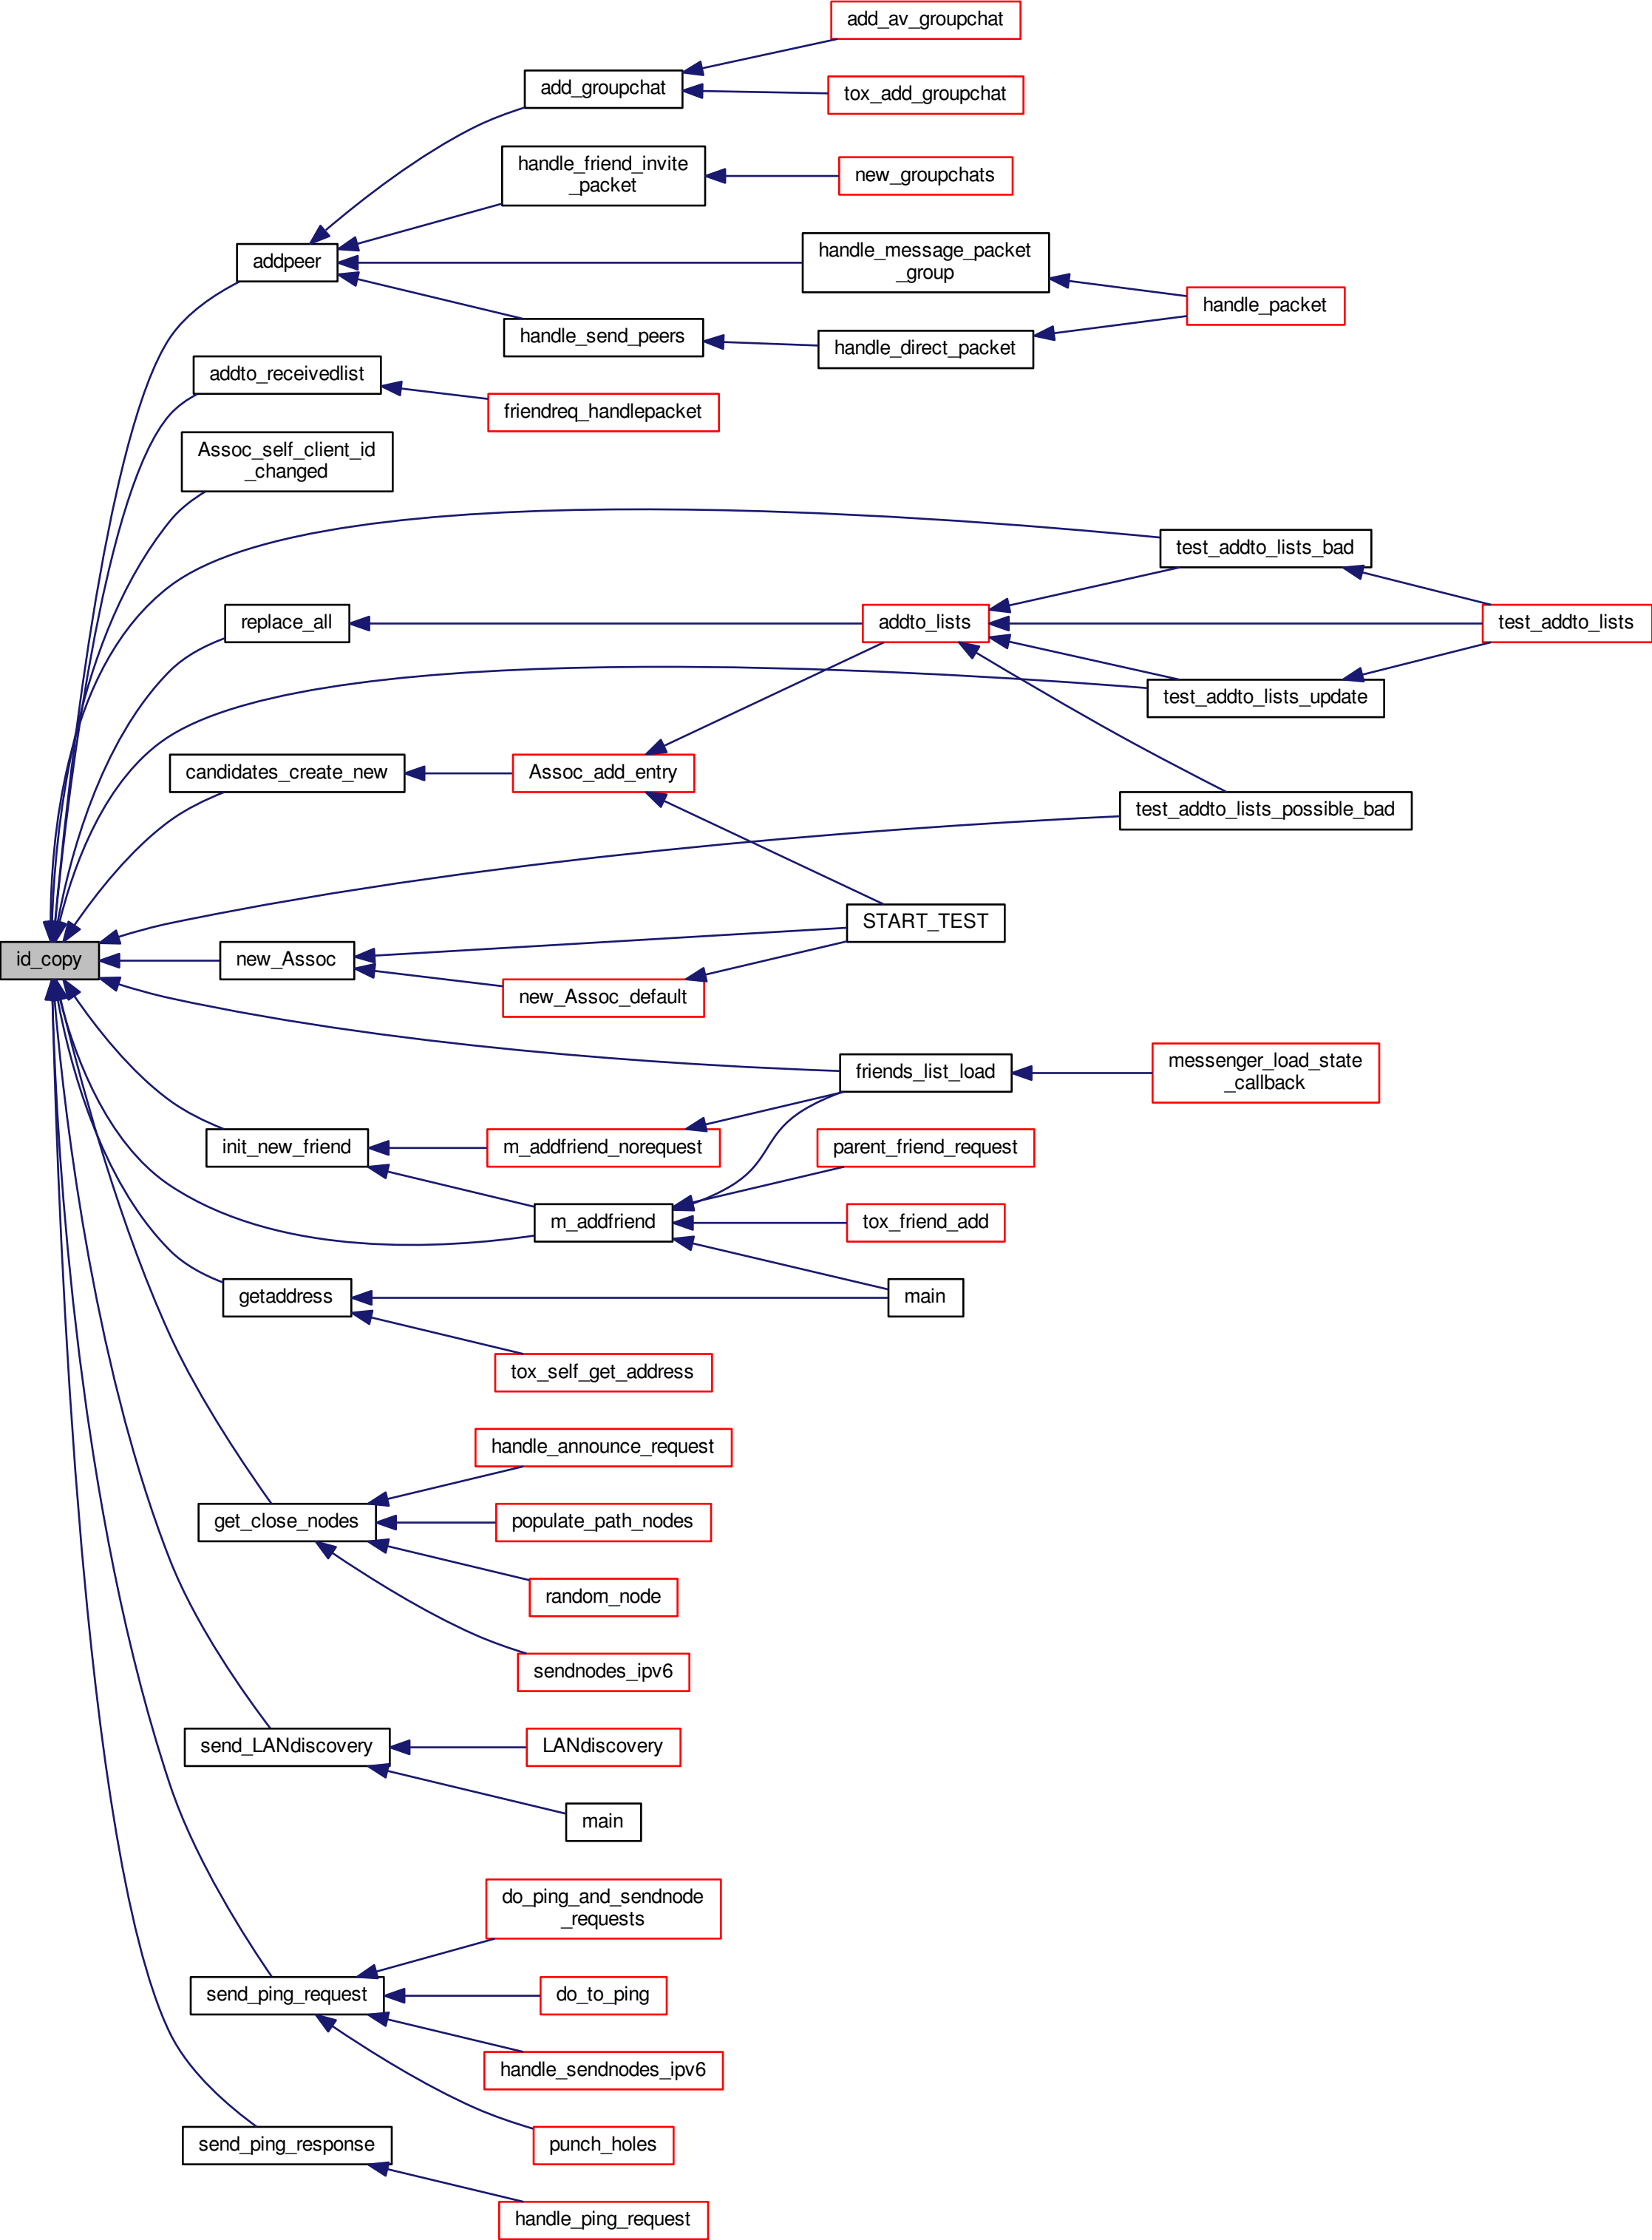 add_av_groupchat
add_groupchat
tox_add_groupchat
handle_friend_invite
_packet
new_groupchats
addpeer
handle_message_packet
_group
handle_packet
handle_send_peers
handle_direct_packet
addto_receivedlist
friendreq_handlepacket
Assoc_self_client_id
_changed
test_addto_lists_bad
replace_all
addto_lists
test_addto_lists
test_addto_lists_update
candidates_create_new
Assoc_add_entry
test_addto_lists_possible_bad
START_TEST
id_copy
new_Assoc
new_Assoc_default
friends_list_load
messenger_load_state
_callback
init_new_friend
m_addfriend_norequest
parent_friend_request
m_addfriend
tox_friend_add
getaddress
main
tox_self_get_address
handle_announce_request
get_close_nodes
populate_path_nodes
random_node
sendnodes_ipv6
send_LANdiscovery
LANdiscovery
main
do_ping_and_sendnode
_requests
send_ping_request
do_to_ping
handle_sendnodes_ipv6
send_ping_response
punch_holes
handle_ping_request